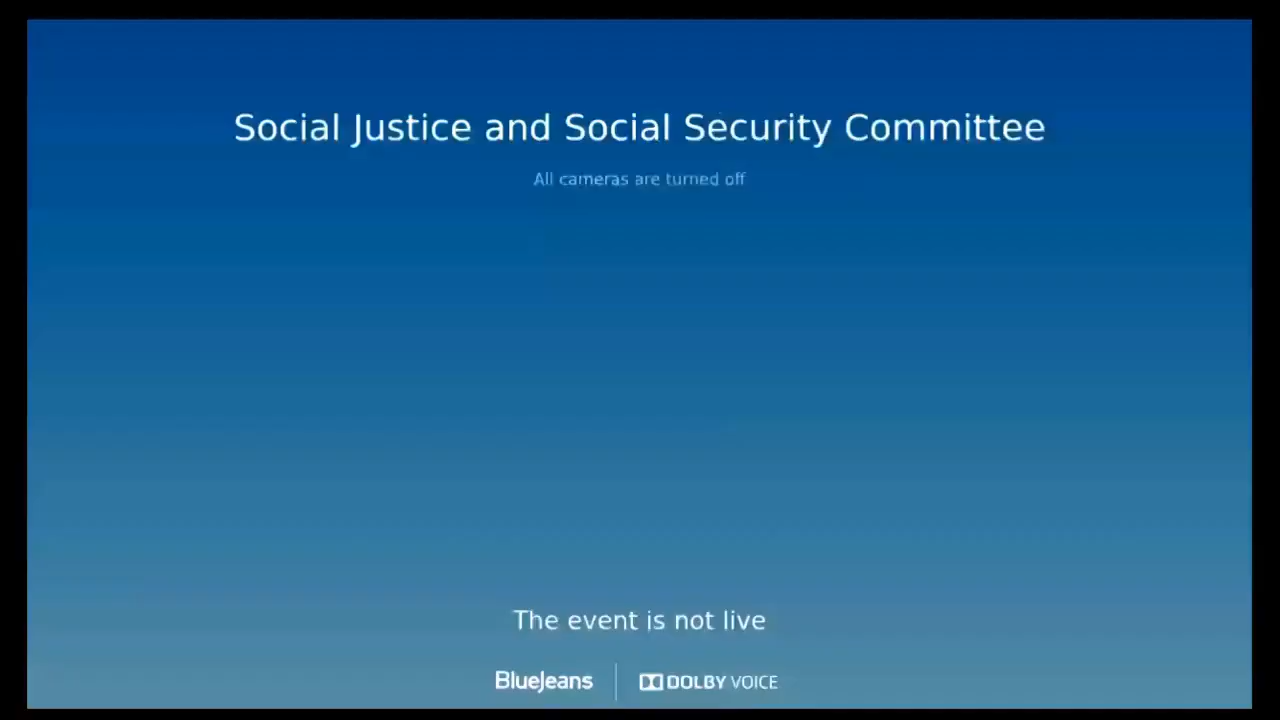 Social Justice and Social Security Committee
All cameras are turned off
The event is not live
BlueJeans DOLBY VOICE